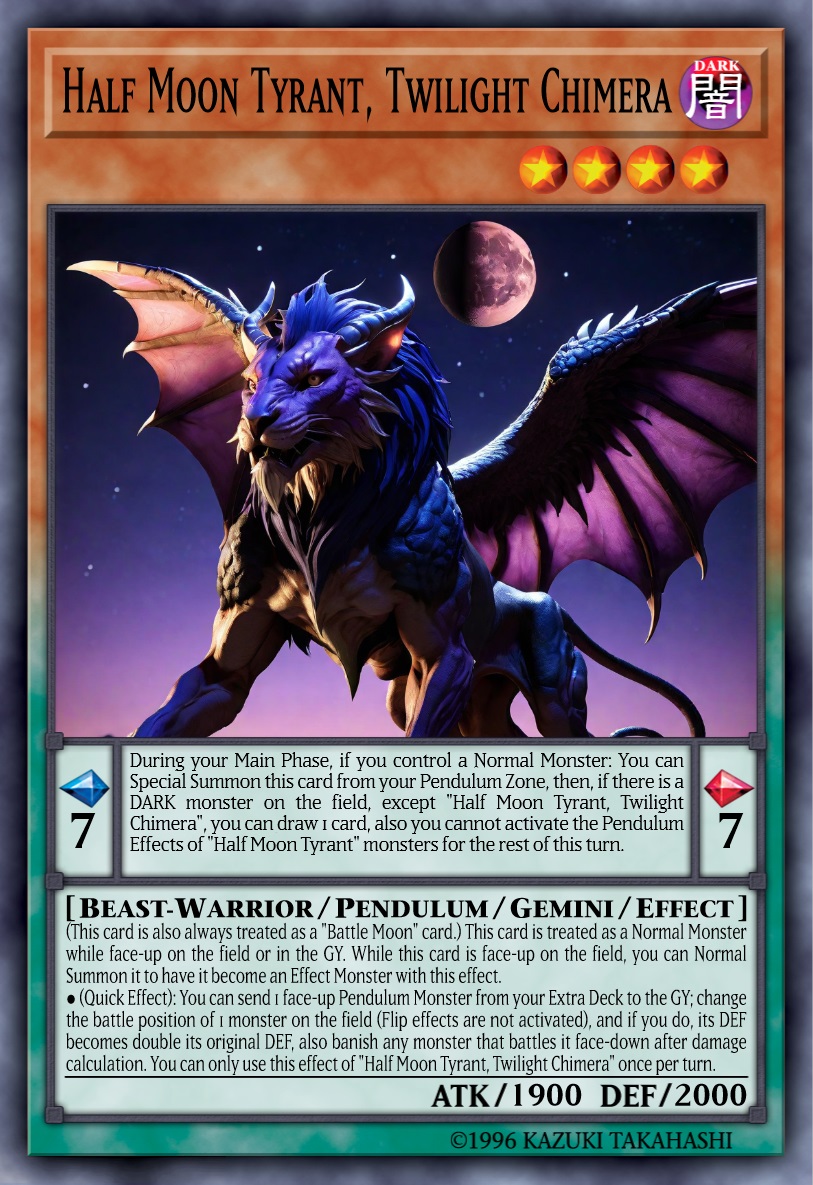 Half Moon Tyrant, Twilight Chimera
DARK
闇
During your Main Phase, if you control a Normal Monster: You can
Special Summon this card from your Pendulum Zone, then, if there is a
DARK monster on the field, except "Half Moon Tyrant, Twilight
Chimera", you can draw 1 card, also you cannot activate the Pendulum
Effects of "Half Moon Tyrant" monsters for the rest of this turn.
7
7
[ Beast-Warrior / Pendulum / Gemini / Effect ]
(This card is also always treated as a "Battle Moon" card.) This card is treated as a Normal Monster
while face-up on the field or in the GY. While this card is face-up on the field, you can Normal
Summon it to have it become an Effect Monster with this effect.
● (Quick Effect): You can send 1 face-up Pendulum Monster from your Extra Deck to the GY; change
the battle position of 1 monster on the field (Flip effects are not activated), and if you do, its DEF
becomes double its original DEF, also banish any monster that battles it face-down after damage
calculation. You can only use this effect of "Half Moon Tyrant, Twilight Chimera" once per turn.
ATK/1900 DEF/2000
©1996 KAZUKI TAKAHASHI